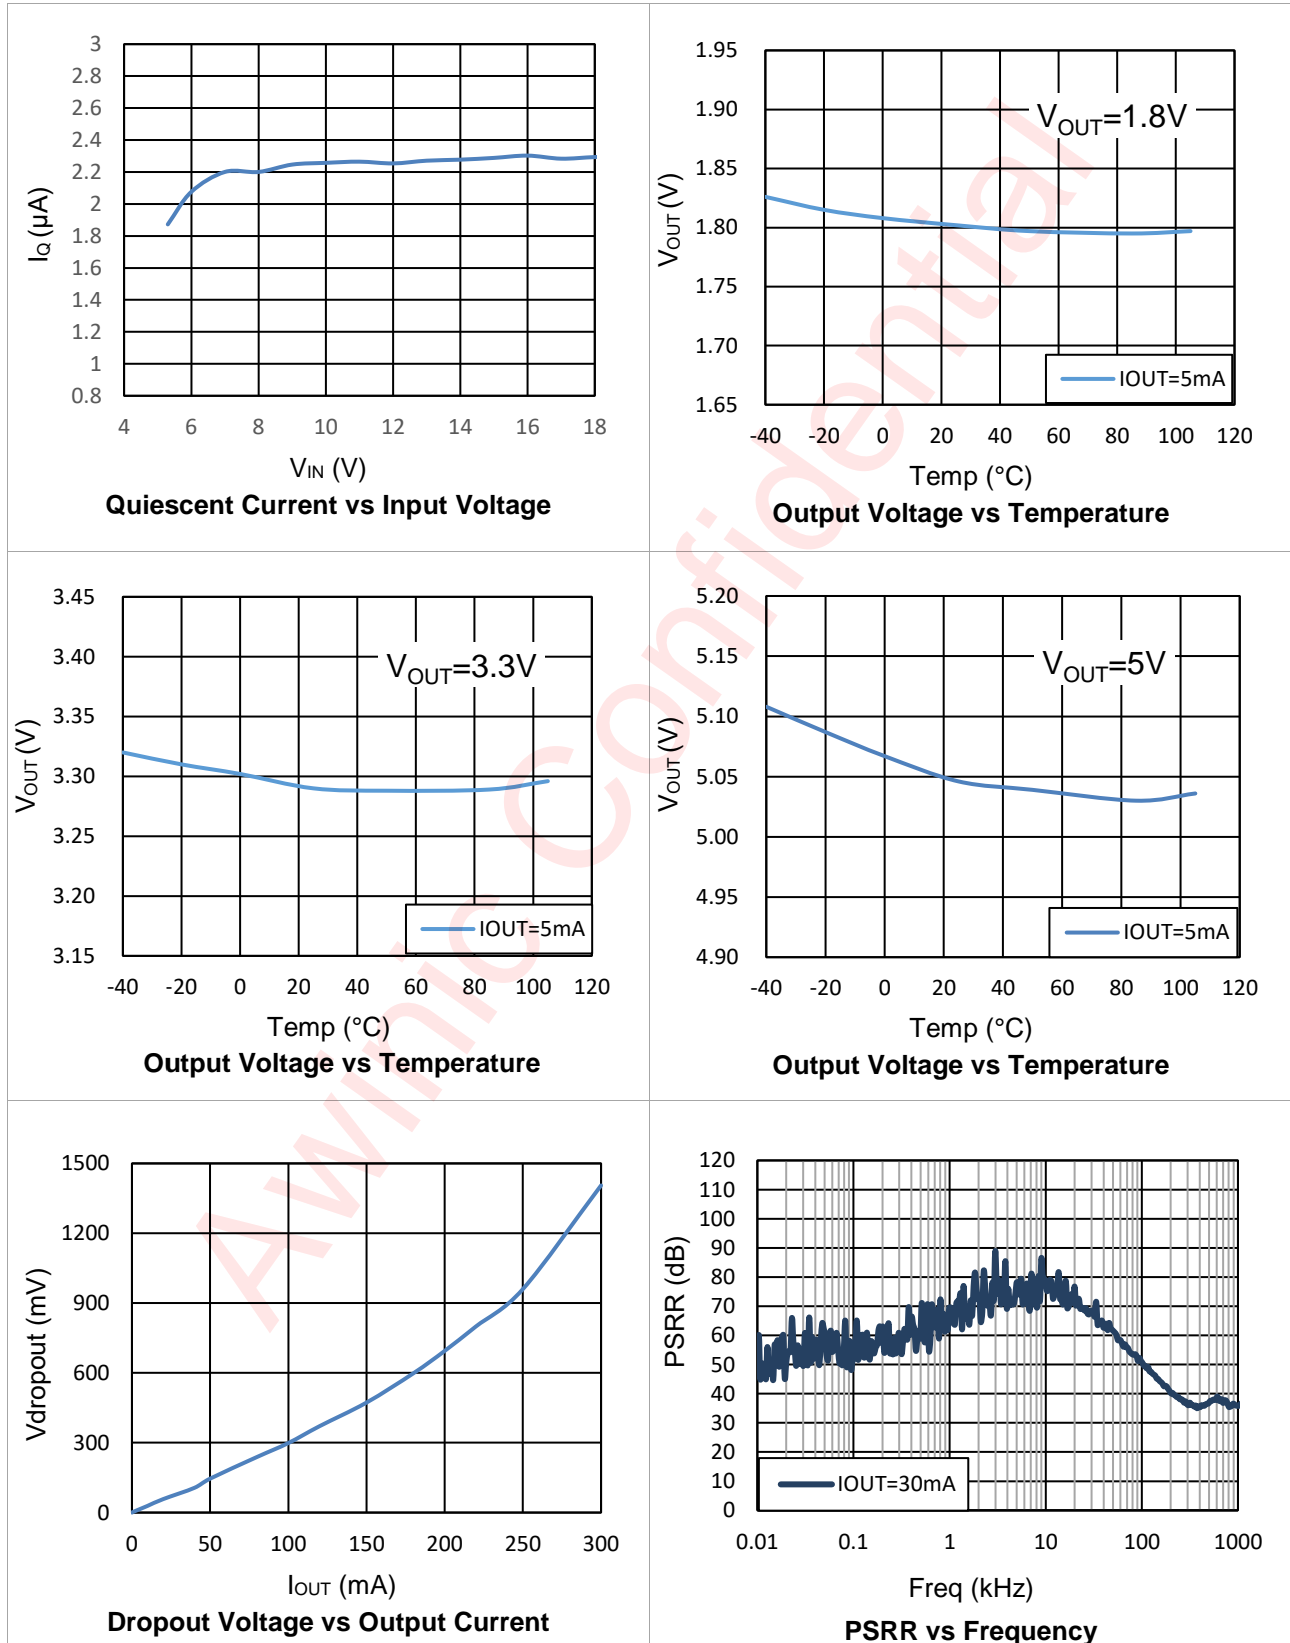 3
2.8
2.6
2.4
2.2
2
1.8
1.6
1.4
1.2
1
0.8
IQ (µA)
4 6 8 10 12 14 16 18
VIN (V)
Quiescent Current vs Input Voltage
1.95
1.90
1.85
1.80
1.75
1.70
1.65
VOUT (V)
VOUT=1.8V
IOUT=5mA
-40 -20 0 20 40 60 80 100 120
Temp (°C)
Output Voltage vs Temperature
3.45
3.40
3.35
3.30
3.25
3.20
3.15
VOUT (V)
VOUT=3.3V
IOUT=5mA
-40 -20 0 20 40 60 80 100 120
Temp (°C)
Output Voltage vs Temperature
5.20
5.15
5.10
5.05
5.00
4.95
4.90
VOUT (V)
VOUT=5V
IOUT=5mA
-40 -20 0 20 40 60 80 100 120
Temp (°C)
Output Voltage vs Temperature
1500
1200
900
600
300
0
Vdropout (mV)
0 50 100 150 200 250 300
IOUT (mA)
Dropout Voltage vs Output Current
120
110
100
90
80
70
60
50
40
30
20
10
0
PSRR (dB)
IOUT=30mA
0.01 0.1 1 10 100 1000
Freq (kHz)
PSRR vs Frequency
Awinic Confidential